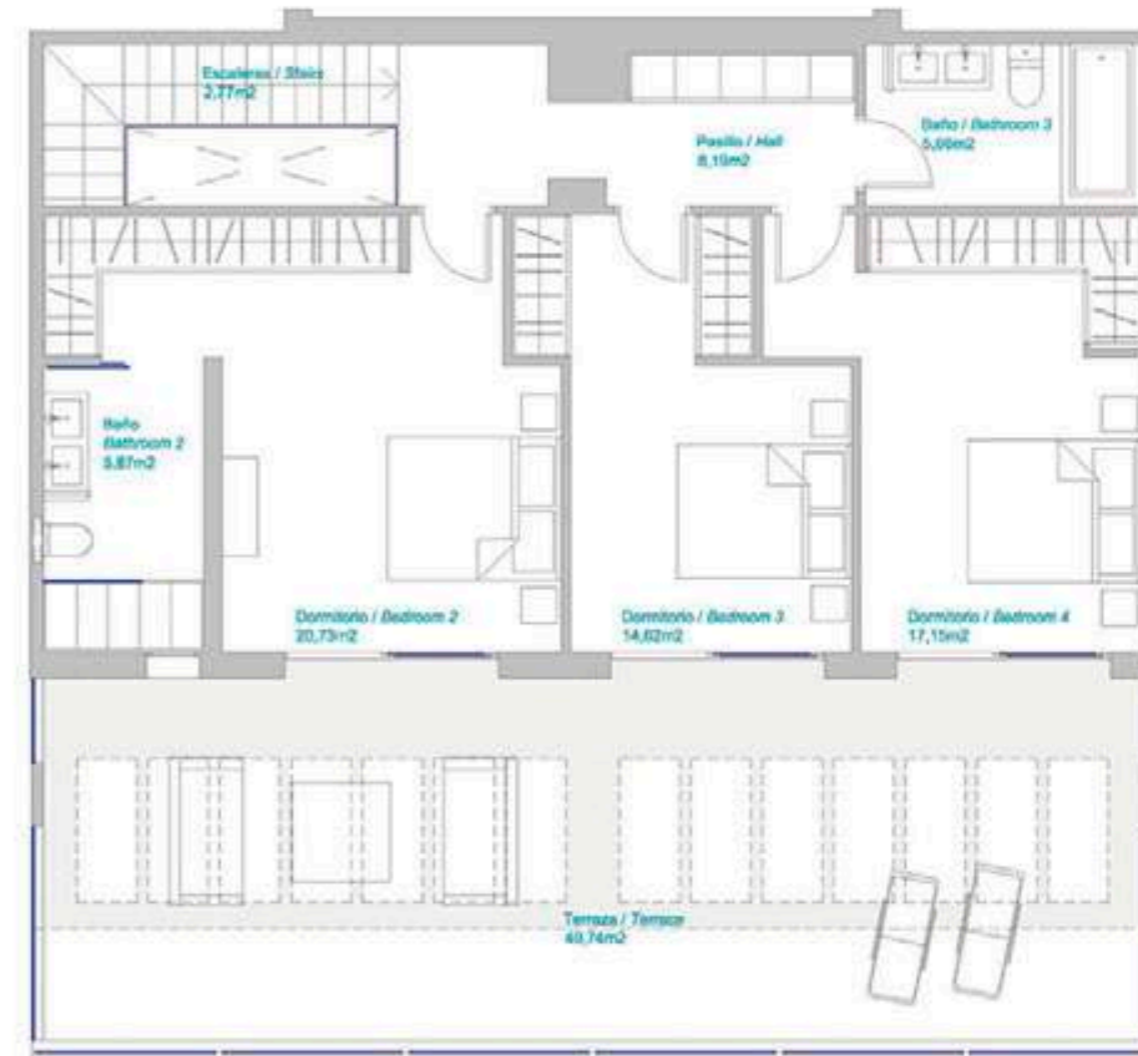 Escaleras / Stairs
2,77m2
Pasillo / Hall
8,10m2
Baño / Bathroom 3
5,00m2
Baño
Bathroom 2
5,87m2
Dormitorio / Bedroom 2
20,73m2
Dormitorio / Bedroom 3
14,62m2
Dormitorio / Bedroom 4
17,15m2
Terraza / Terrace
49,74m2